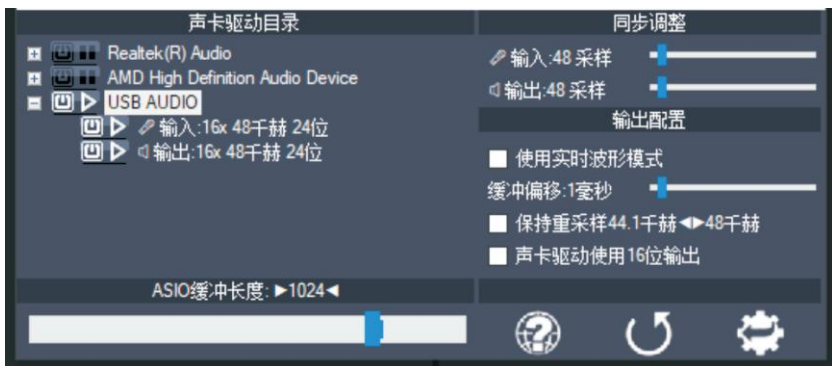 声卡驱动目录
Realtek(R) Audio
AMD High Definition Audio Device
USB AUDIO
输入:16x 48千赫 24位
输出:16x 48千赫 24位
ASIO缓冲长度: ►1024◄
同步调整
输入:48 采样
输出:48 采样
输出配置
使用实时波形模式
缓冲偏移:1毫秒
保持重采样44.1千赫◄►48千赫
声卡驱动使用16位输出